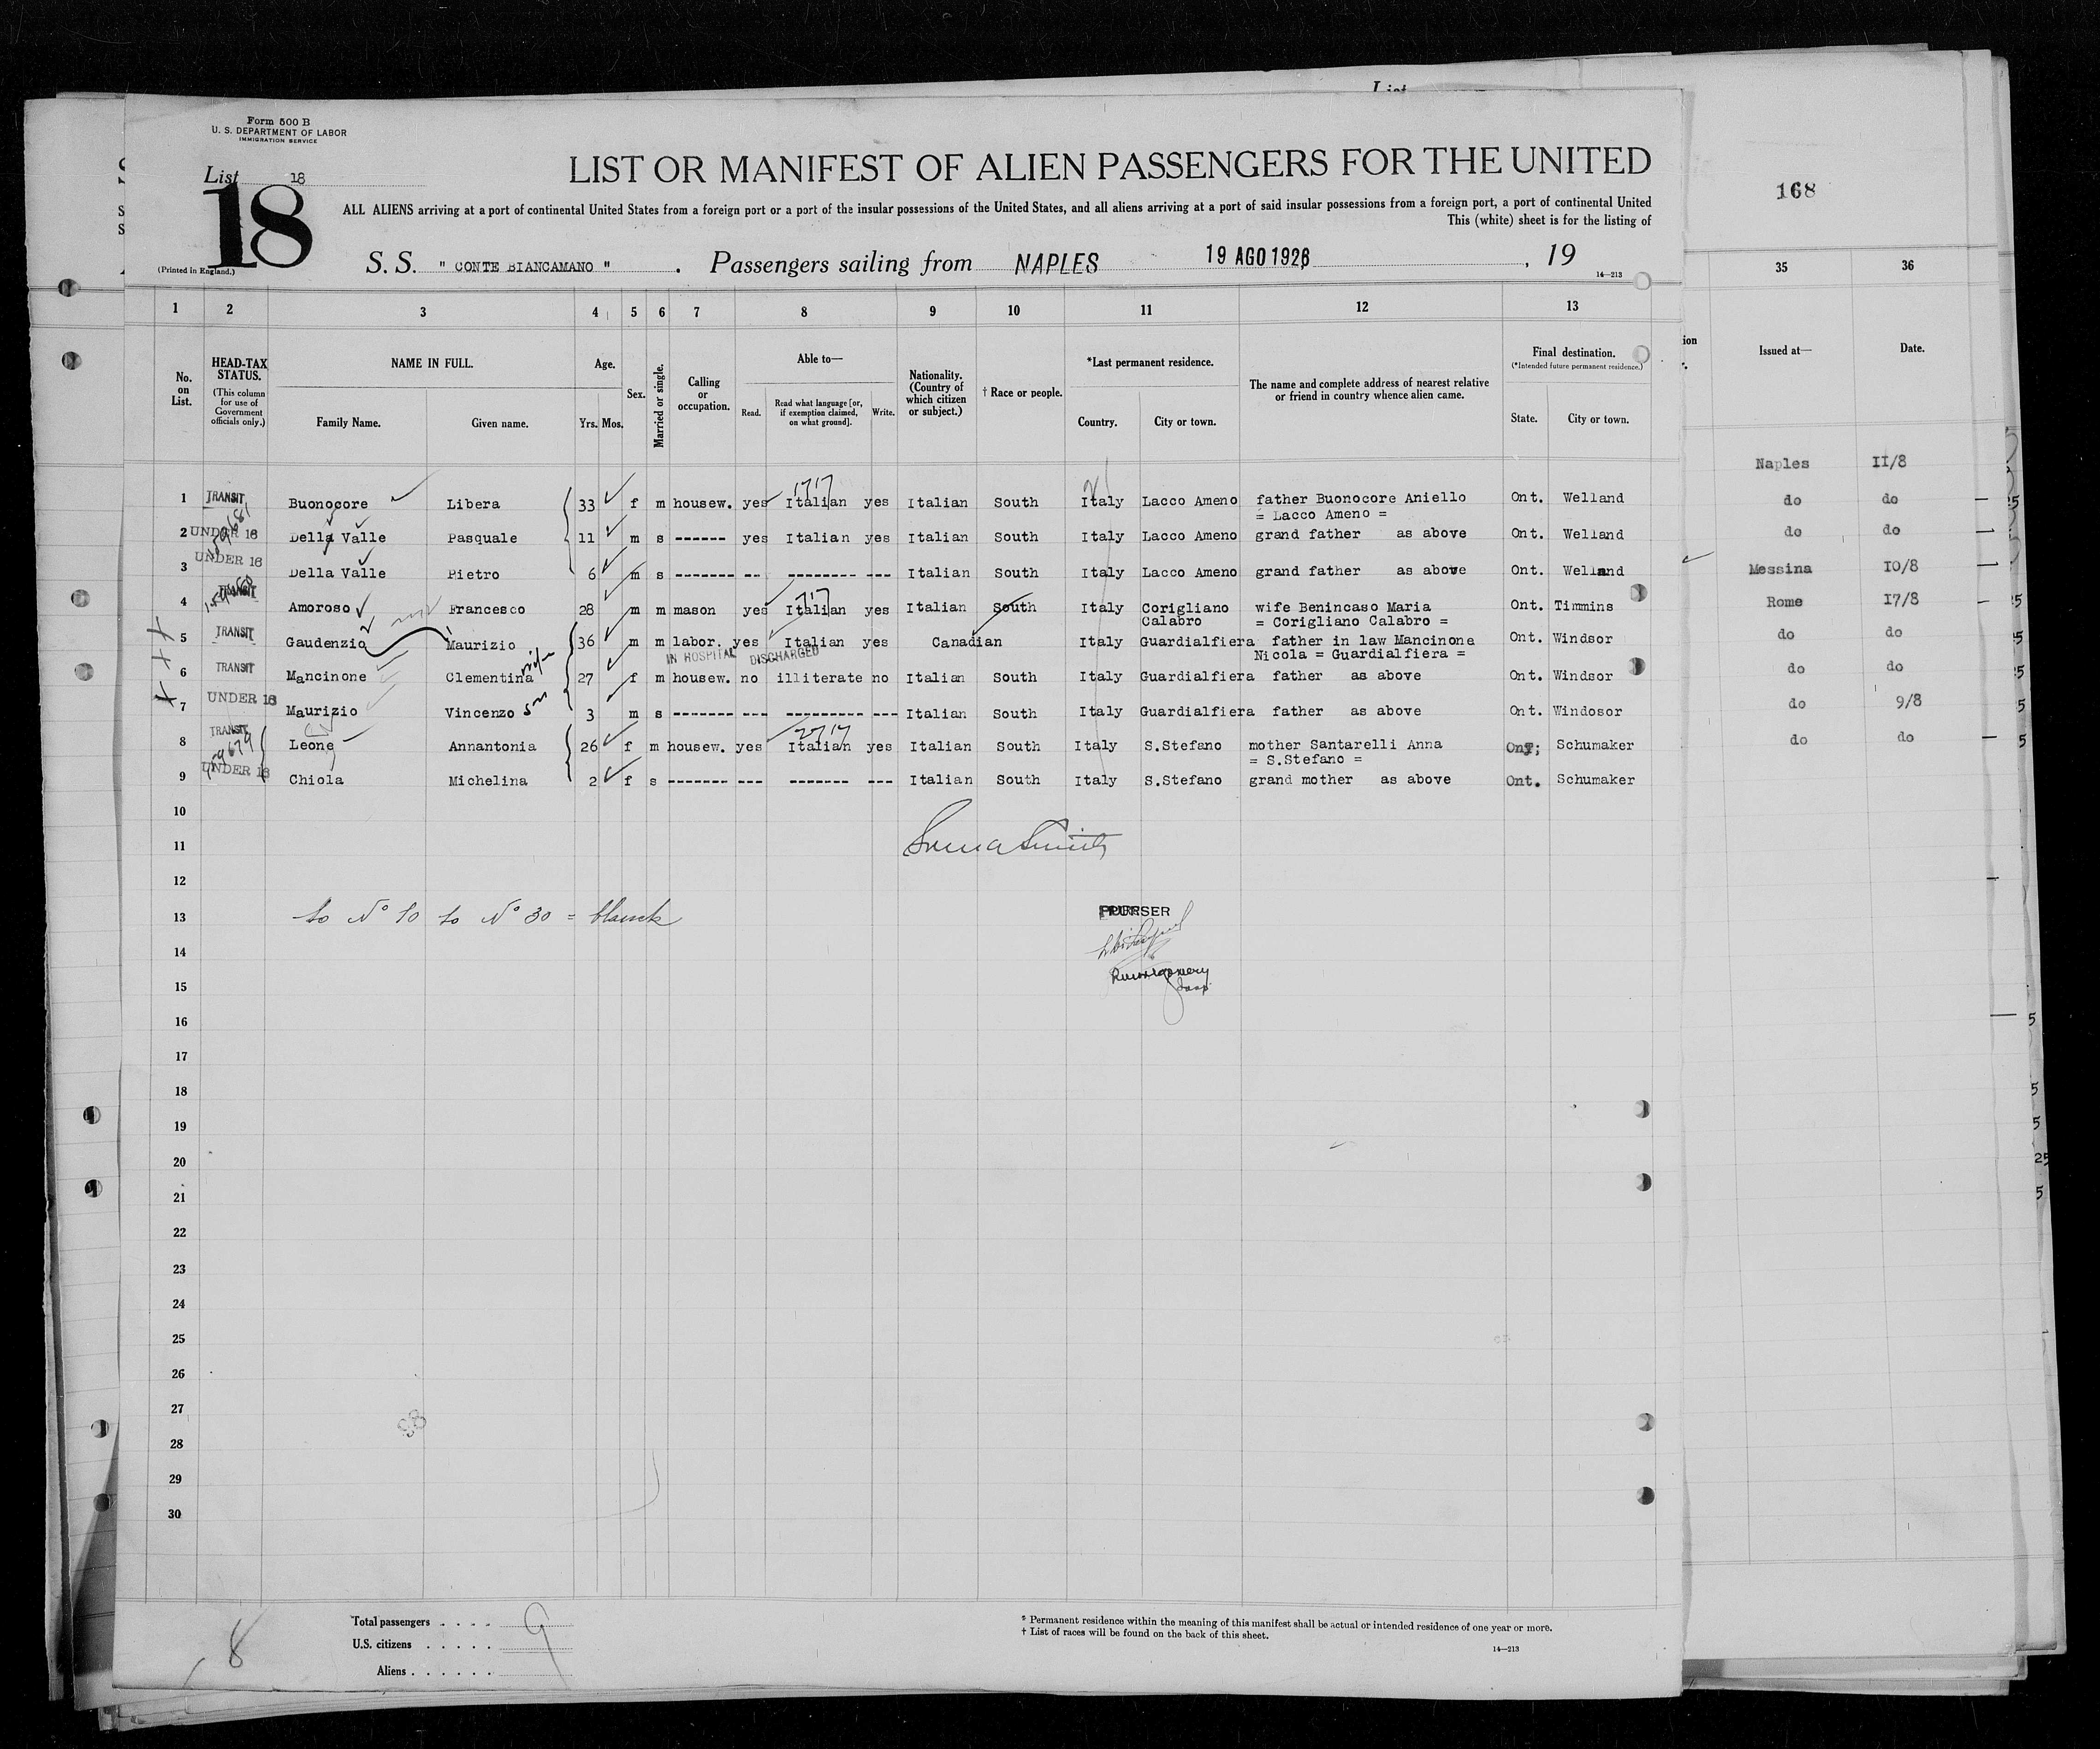 List
Form 500 B
U. S. DEPARTMENT OF LABOR
IMMIGRATION SERVICE
List 18
18
(Printed in England.)
LIST OR MANIFEST OF ALIEN PASSENGERS FOR THE UNITED
ALL ALIENS arriving at a port of continental United States from a foreign port or a port of the insular possessions of the United States, and all aliens arriving at a port of said insular possessions from a foreign port, a port of continental United
This (white) sheet is for the listing of
S. S. " CONTE BIANCAMANO " . Passengers sailing from NAPLES 19 AGO 1928 , 19
14—213
168
1 2 3 4 5 6 7 8 9 10 11 12 13
35 36
No. on List.
HEAD-TAX STATUS.
(This column for use of Government officials only.)
NAME IN FULL.
Family Name. Given name.
Age.
Yrs. Mos.
Sex.
Married or single.
Calling or occupation.
Able to—
Read. Read what language [or, if exemption claimed, on what ground]. Write.
Nationality. (Country of which citizen or subject.)
† Race or people.
*Last permanent residence.
Country. City or town.
The name and complete address of nearest relative or friend in country whence alien came.
Final destination.
(*Intended future permanent residence.)
State. City or town.
Issued at— Date.
1 TRANSIT Buonocore Libera 33 f m housew. yes Italian yes Italian South Italy Lacco Ameno father Buonocore Aniello Ont. Welland
= Lacco Ameno =
2 UNDER 16 Della Valle Pasquale 11 m s ------ yes Italian yes Italian South Italy Lacco Ameno grand father as above Ont. Welland
3 UNDER 16 Della Valle Pietro 6 m s ------- -- -------- --- Italian South Italy Lacco Ameno grand father as above Ont. Welland
4 TRANSIT Amoroso Francesco 28 m m mason yes Italian yes Italian South Italy Corigliano wife Benincaso Maria Ont. Timmins
Calabro = Corigliano Calabro =
5 TRANSIT Gaudenzio Maurizio 36 m m labor. yes Italian yes Canadian Italy Guardialfiera father in law Mancinone Ont. Windsor
IN HOSPITAL DISCHARGED Nicola = Guardialfiera =
6 TRANSIT Mancinone Clementina wife 27 f m housew. no illiterate no Italian South Italy Guardialfiera father as above Ont. Windsor
7 UNDER 16 Maurizio Vincenzo son 3 m s ------- --- --------- --- Italian South Italy Guardialfiera father as above Ont. Windosor
8 TRANSIT Leone Annantonia 26 f m housew. yes Italian yes Italian South Italy S.Stefano mother Santarelli Anna Ont; Schumaker
= S.Stefano =
9 UNDER 16 Chiola Michelina 2 f s ------- --- ------- --- Italian South Italy S.Stefano grand mother as above Ont. Schumaker
Naples 11/8
do do
do do
Messina 10/8
Rome 17/8
do do
do do
do 9/8
do do
10
11
12
13 to No 10 to No 30 = blanck
PURSER
14
15
16
17
18
19
20
21
22
23
24
25
26
27
28
29
30
Total passengers . . . . 9
U.S. citizens . . . . .
Aliens . . . . . .
8
* Permanent residence within the meaning of this manifest shall be actual or intended residence of one year or more.
† List of races will be found on the back of this sheet.
14—213